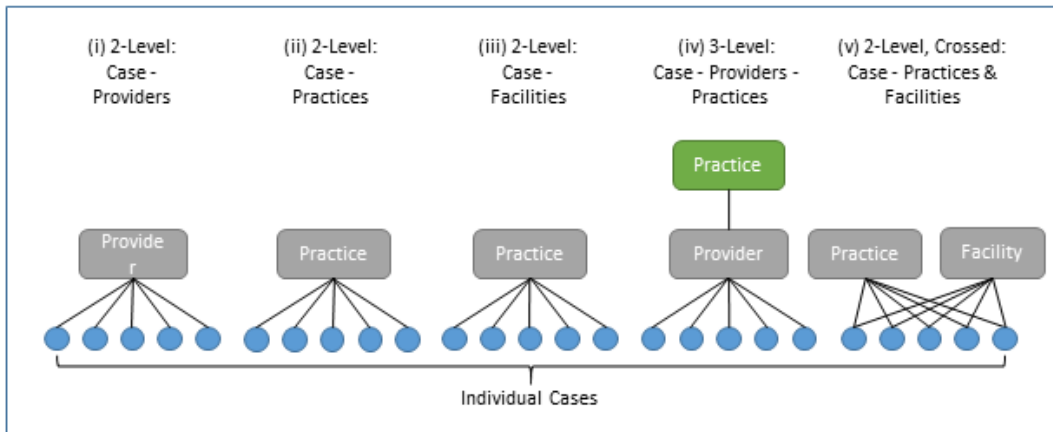 (i) 2-Level:
Case -
Providers
(ii) 2-Level:
Case -
Practices
(iii) 2-Level:
Case -
Facilities
(iv) 3-Level:
Case - Providers -
Practices
(v) 2-Level, Crossed:
Case - Practices &
Facilities
Practice
Provide
r
Practice
Practice
Provider
Practice
Facility
Individual Cases